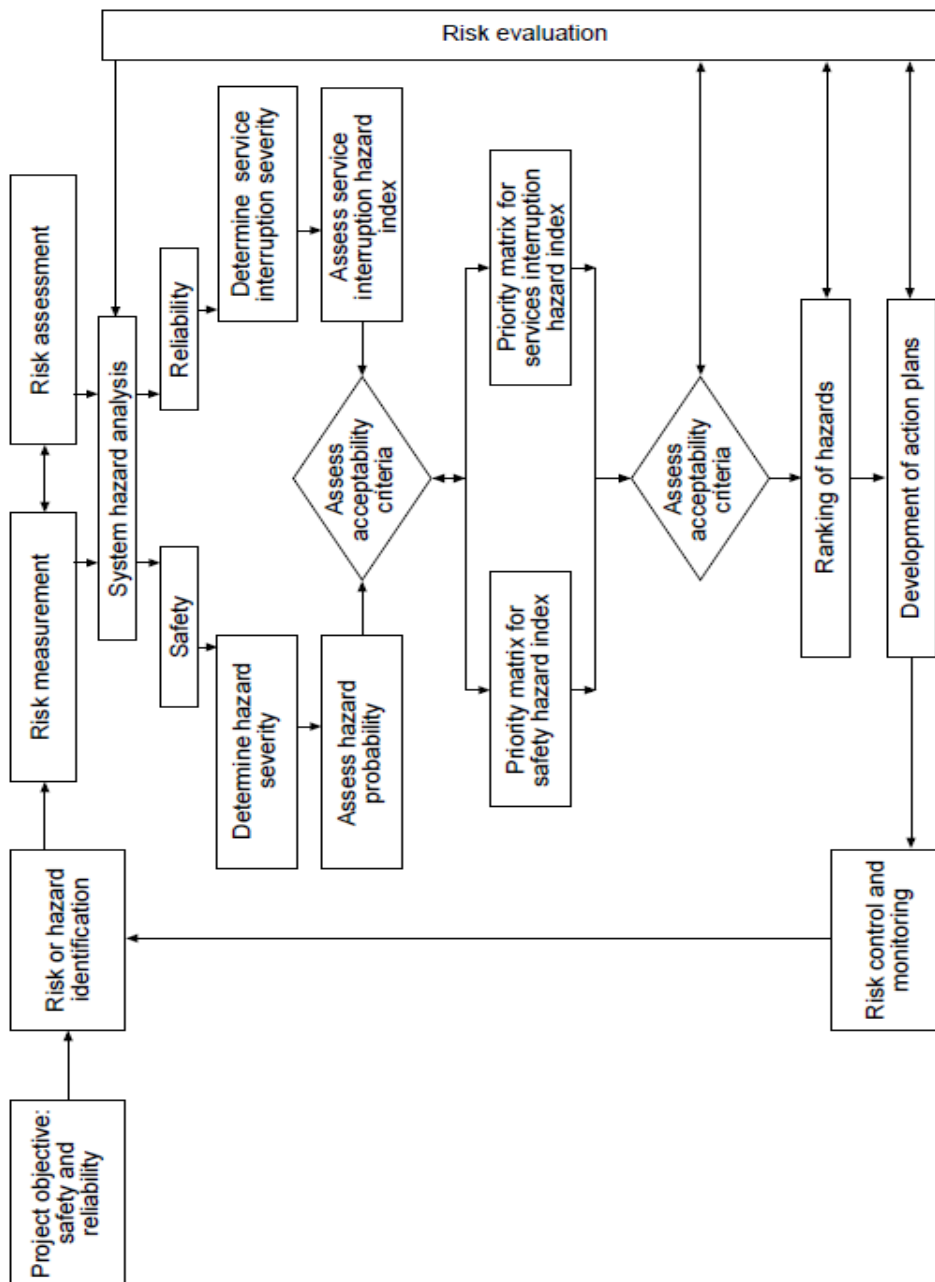 Project objective:
safety and
reliability
Risk or hazard
identification
Risk measurement
Risk assessment
System hazard analysis
Safety
Reliability
Determine hazard
severity
Determine service
interruption severity
Assess hazard
probability
Assess service
interruption hazard
index
Assess
acceptability
criteria
Priority matrix for
safety hazard index
Priority matrix for
services interruption
hazard index
Assess
acceptability
criteria
Ranking of hazards
Development of action plans
Risk control and
monitoring
Risk evaluation